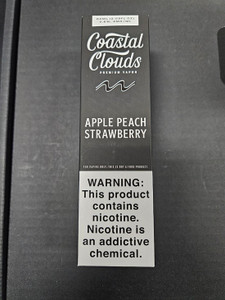 Coastal
Clouds
PREMIUM VAPOR
APPLE PEACH
STRAWBERRY
WARNING:
This product
contains
nicotine.
Nicotine is
an addictive
chemical.